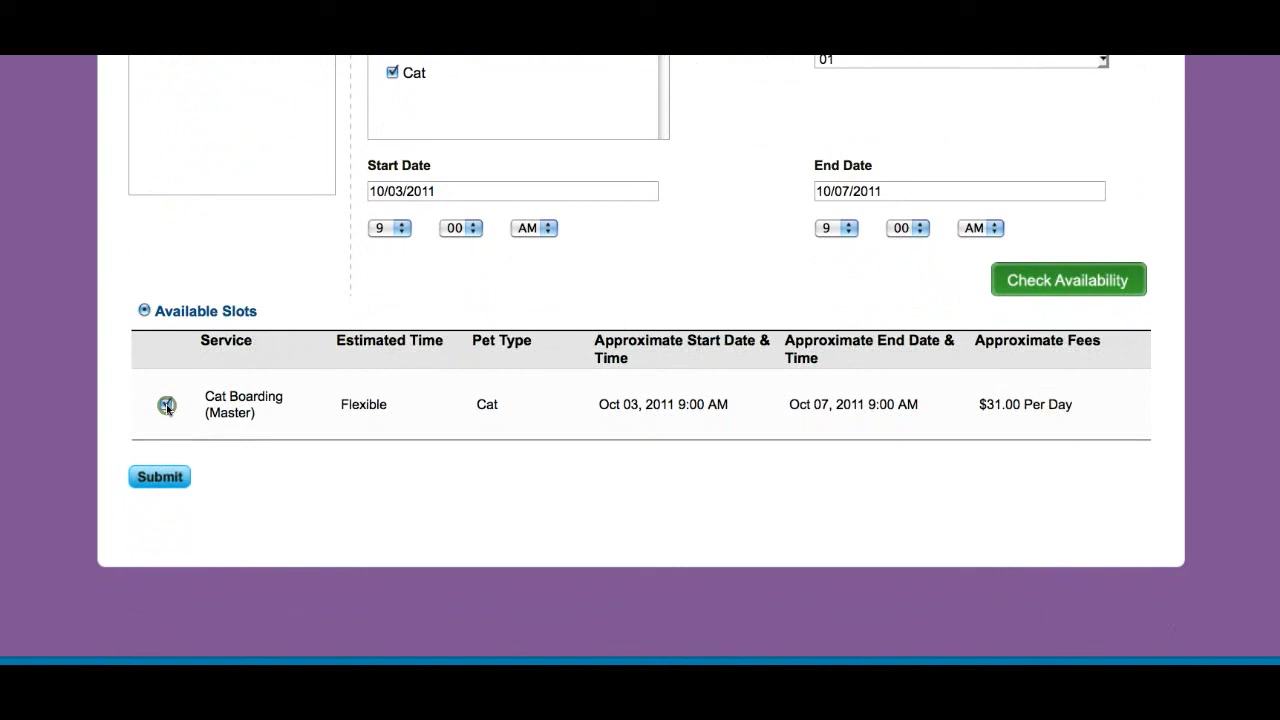 01
Cat
Start Date
End Date
10/03/2011
10/07/2011
9 00 AM
9 00 AM
Check Availability
Available Slots
Service
Estimated Time
Pet Type
Approximate Start Date &
Time
Approximate End Date &
Time
Approximate Fees
Cat Boarding
(Master)
Flexible
Cat
Oct 03, 2011 9:00 AM
Oct 07, 2011 9:00 AM
$31.00 Per Day
Submit